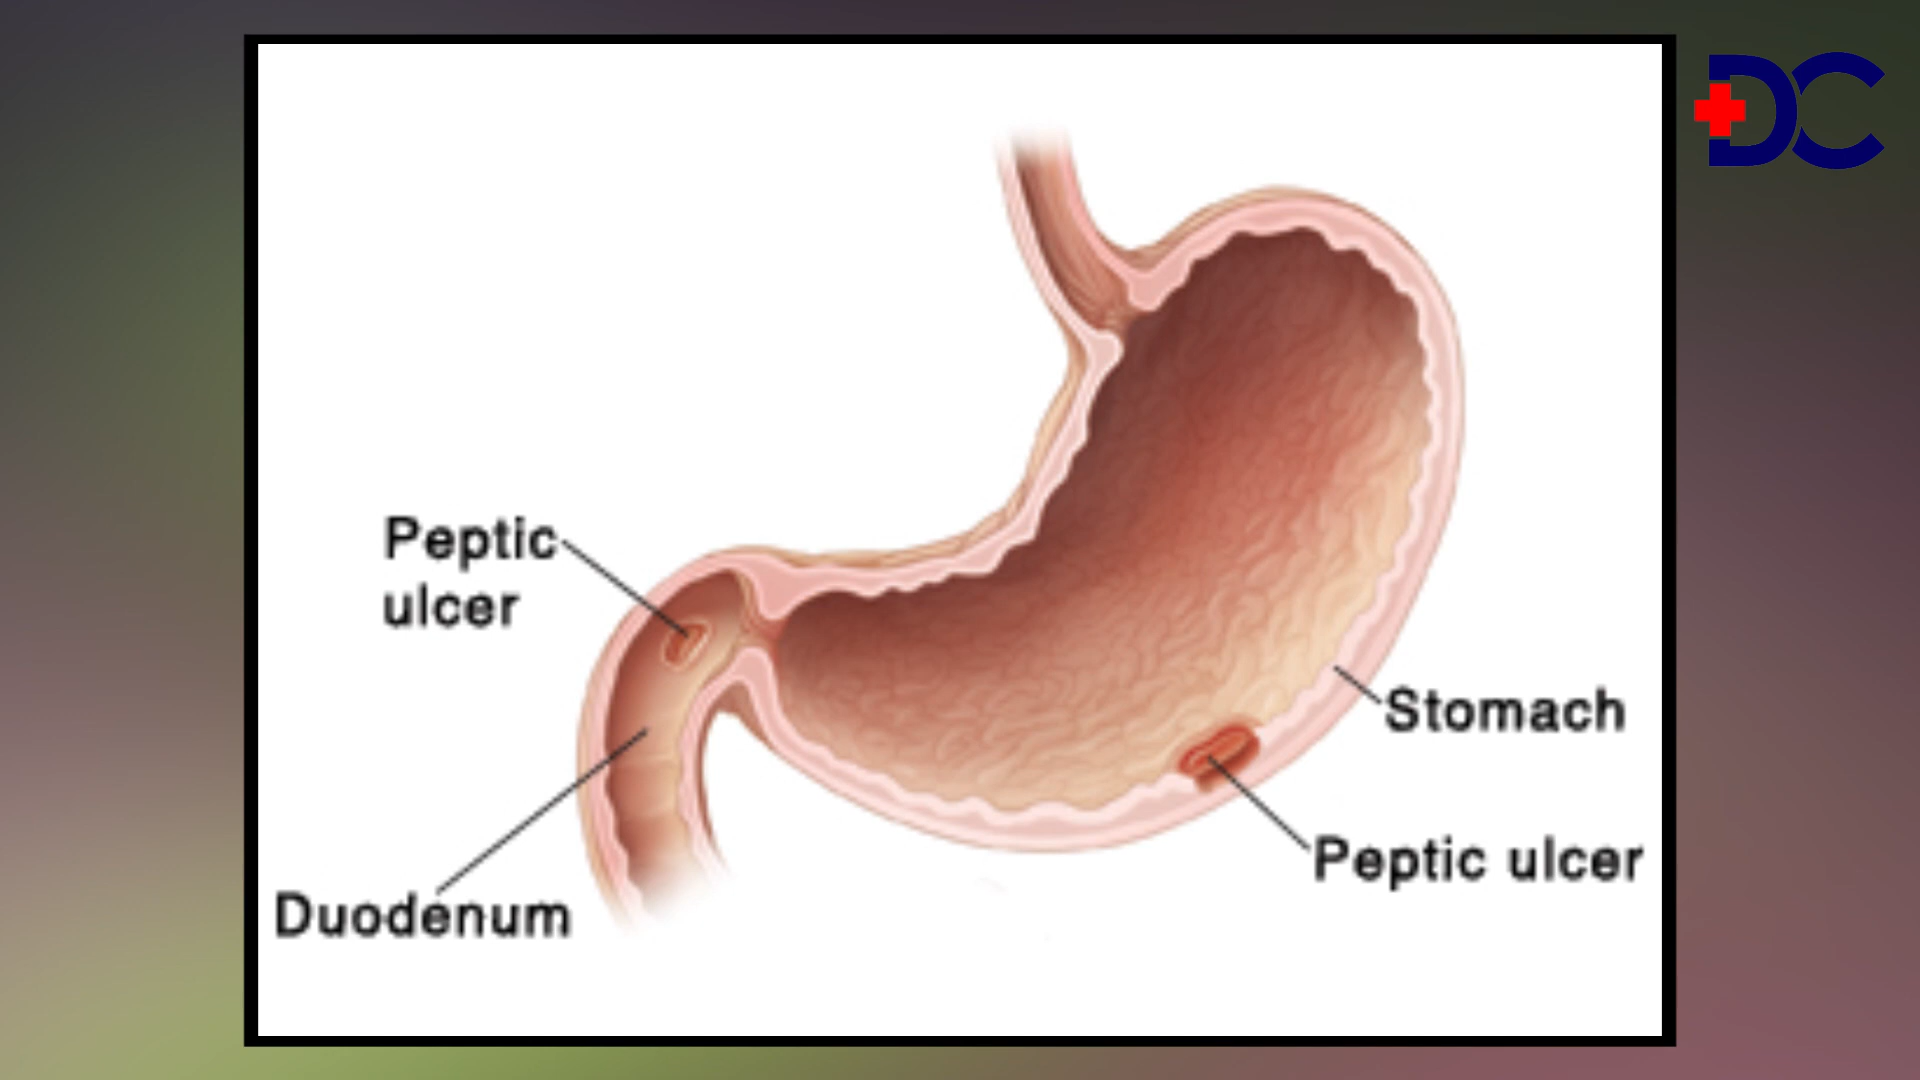 DC
Peptic
ulcer
Stomach
Peptic ulcer
Duodenum